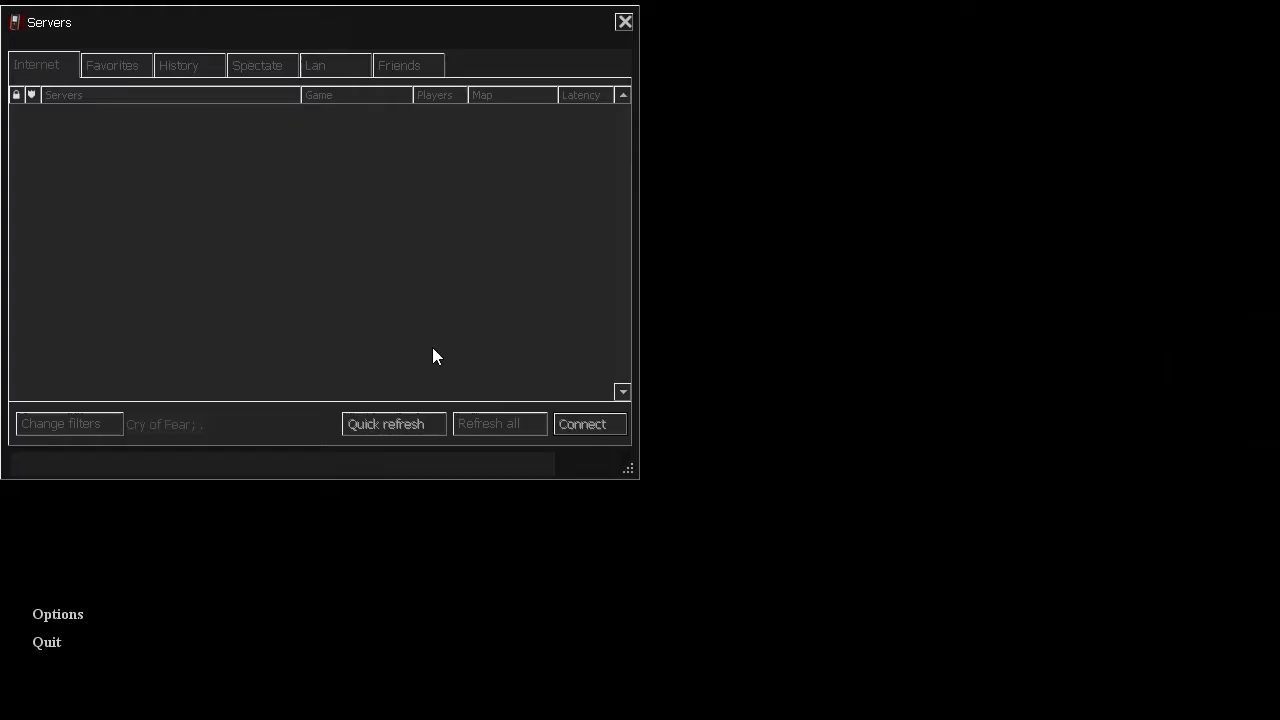 Servers
Internet Favorites History Spectate Lan Friends
Servers Game Players Map Latency
Change filters Cry of Fear; . Quick refresh Refresh all Connect
Options
Quit